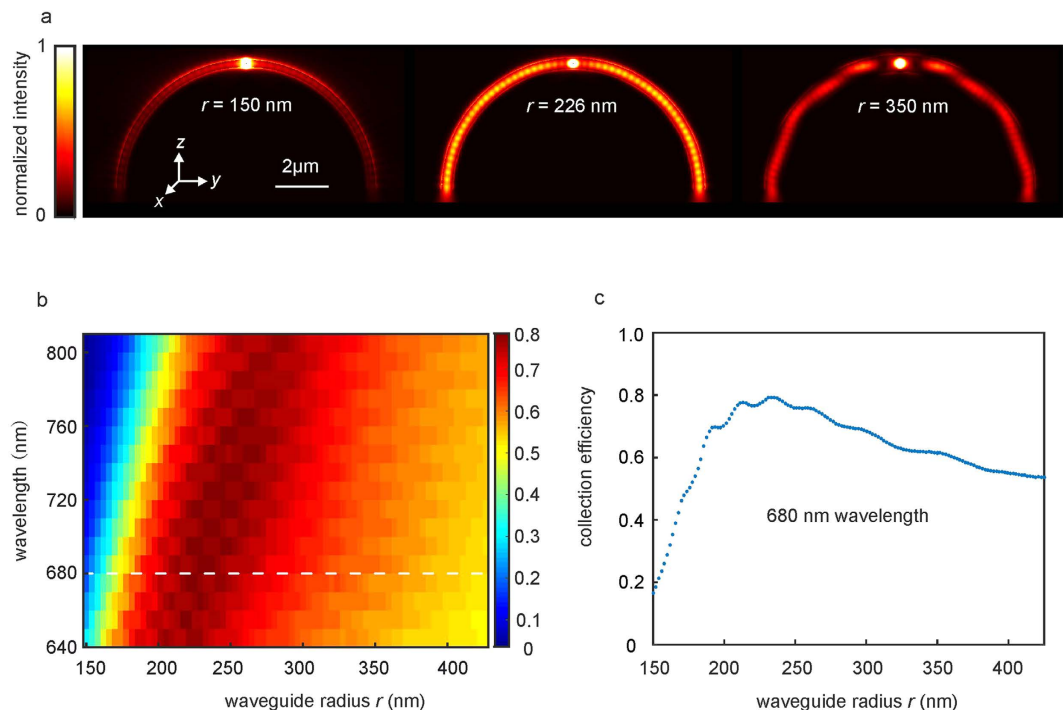 a
normalized intensity
1
0
r = 150 nm
z
y
x
2μm
r = 226 nm
r = 350 nm
b
wavelength (nm)
800
760
720
680
640
150 200 250 300 350 400
waveguide radius r (nm)
0.8
0.7
0.6
0.5
0.4
0.3
0.2
0.1
0
c
collection efficiency
1.0
0.8
0.6
0.4
0.2
0
680 nm wavelength
150 200 250 300 350 400
waveguide radius r (nm)